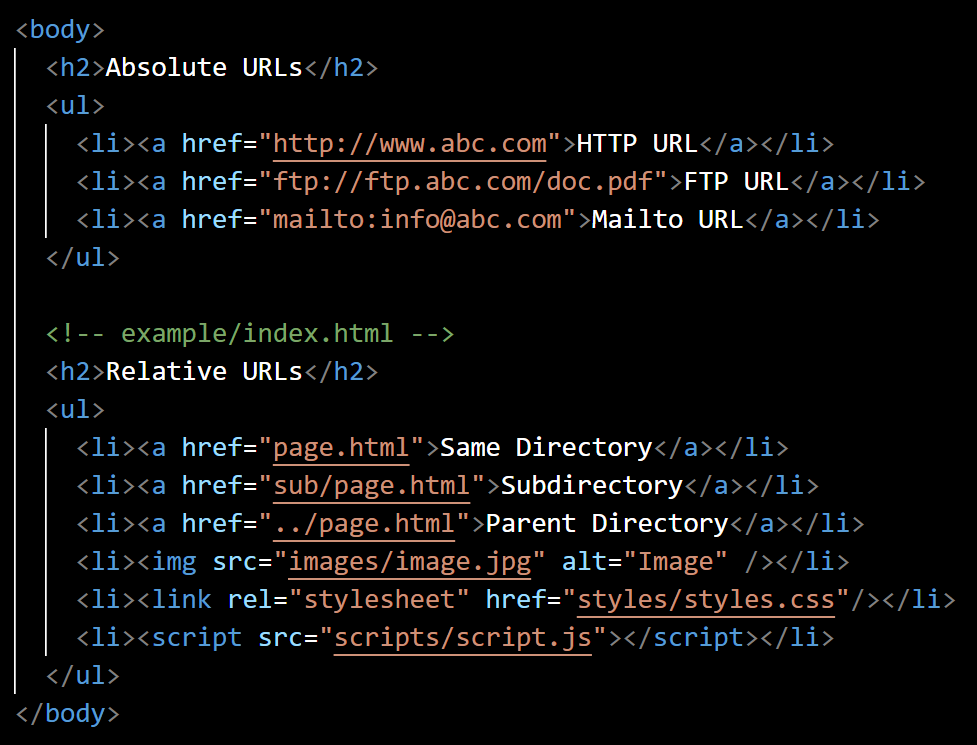 <body>
<h2>Absolute URLs</h2>
<ul>
<li><a href="http://www.abc.com">HTTP URL</a></li>
<li><a href="ftp://ftp.abc.com/doc.pdf">FTP URL</a></li>
<li><a href="mailto:info@abc.com">Mailto URL</a></li>
</ul>
<!-- example/index.html -->
<h2>Relative URLs</h2>
<ul>
<li><a href="page.html">Same Directory</a></li>
<li><a href="sub/page.html">Subdirectory</a></li>
<li><a href="../page.html">Parent Directory</a></li>
<li><img src="images/image.jpg" alt="Image" /></li>
<li><link rel="stylesheet" href="styles/styles.css"/></li>
<li><script src="scripts/script.js"></script></li>
</ul>
</body>